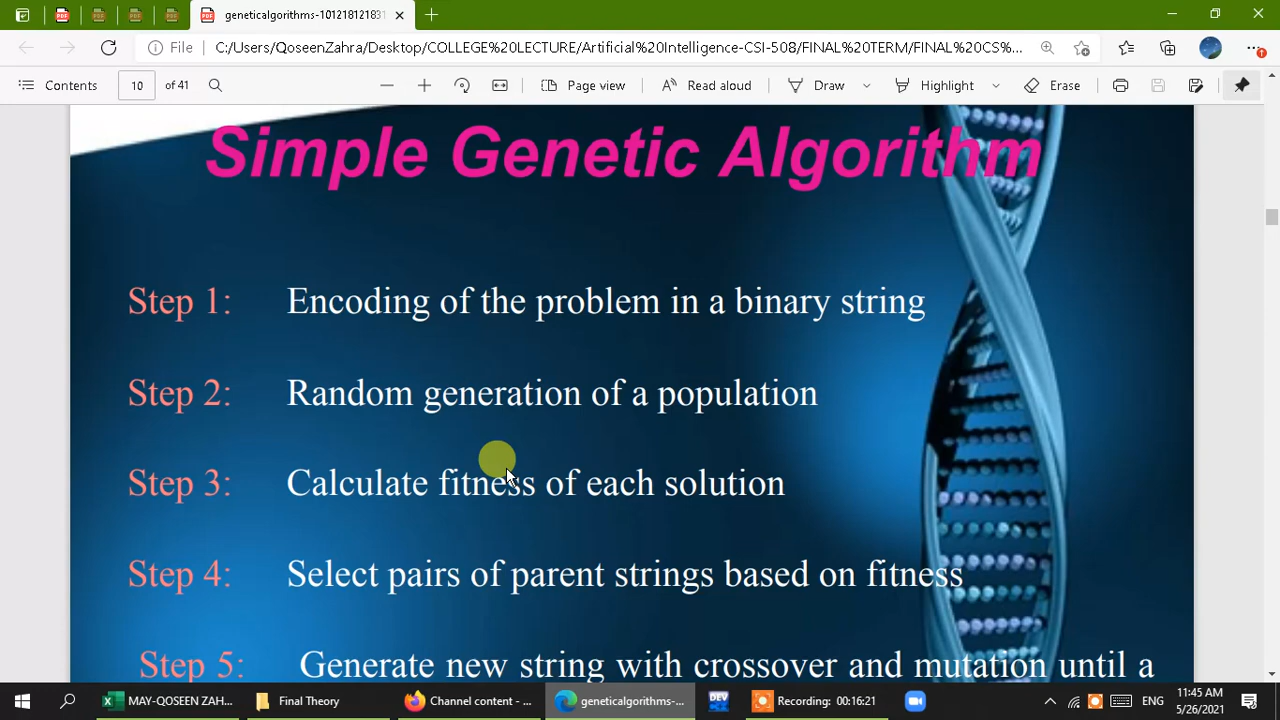 geneticalgorithms-101218121831
File
C:/Users/QoseenZahra/Desktop/COLLEGE%20LECTURE/Artificial%20Intelligence-CSI-508/FINAL%20TERM/FINAL%20CS%...
Contents
10
of 41
Page view
Read aloud
Draw
Highlight
Erase
Simple Genetic Algorithm
Step 1: Encoding of the problem in a binary string
Step 2: Random generation of a population
Step 3: Calculate fitness of each solution
Step 4: Select pairs of parent strings based on fitness
Step 5: Generate new string with crossover and mutation until a
MAY-QOSEEN ZAH...
Final Theory
Channel content - ...
geneticalgorithms-...
DEV
Recording: 00:16:21
ENG
11:45 AM
5/26/2021